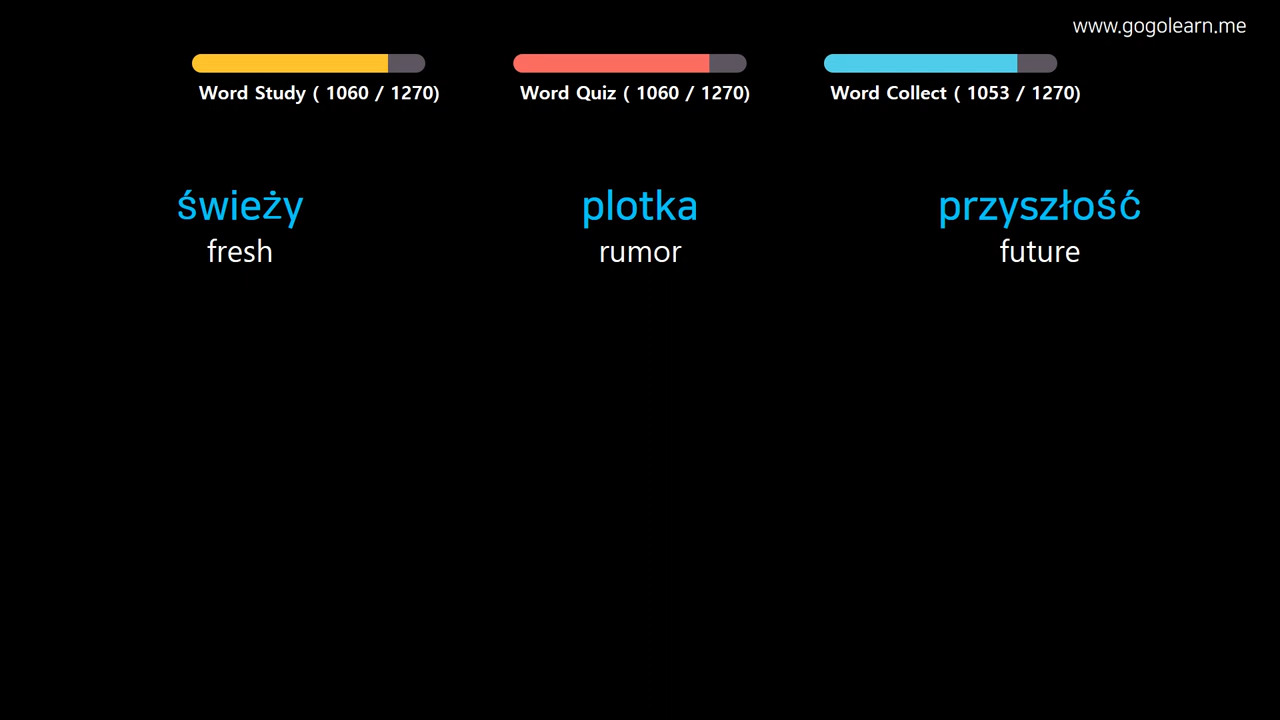 www.gogolearn.me
Word Study ( 1060 / 1270)
Word Quiz ( 1060 / 1270)
Word Collect ( 1053 / 1270)
świeży
fresh
plotka
rumor
przyszłość
future